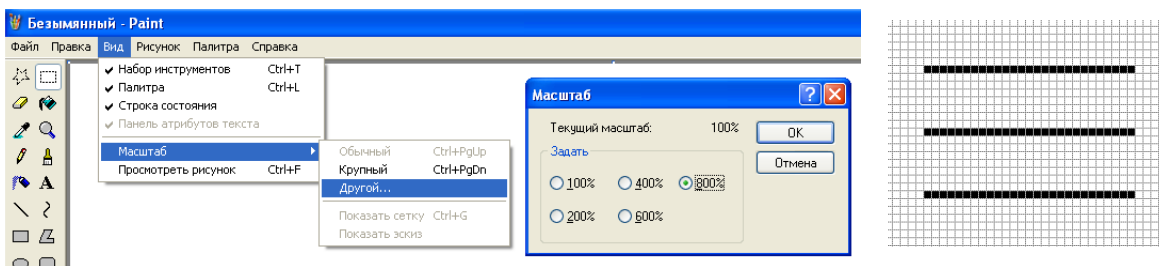 Безымянный - Paint
Файл Правка Вид Рисунок Палитра Справка
Набор инструментов Ctrl+T
Палитра Ctrl+L
Строка состояния
Панель атрибутов текста
Масштаб
Просмотреть рисунок Ctrl+F
Обычный Ctrl+PgUp
Крупный Ctrl+PgDn
Другой...
Показать сетку Ctrl+G
Показать эскиз
A
Масштаб
Текущий масштаб: 100%
Задать
100% 400% 800%
200% 600%
OK
Отмена